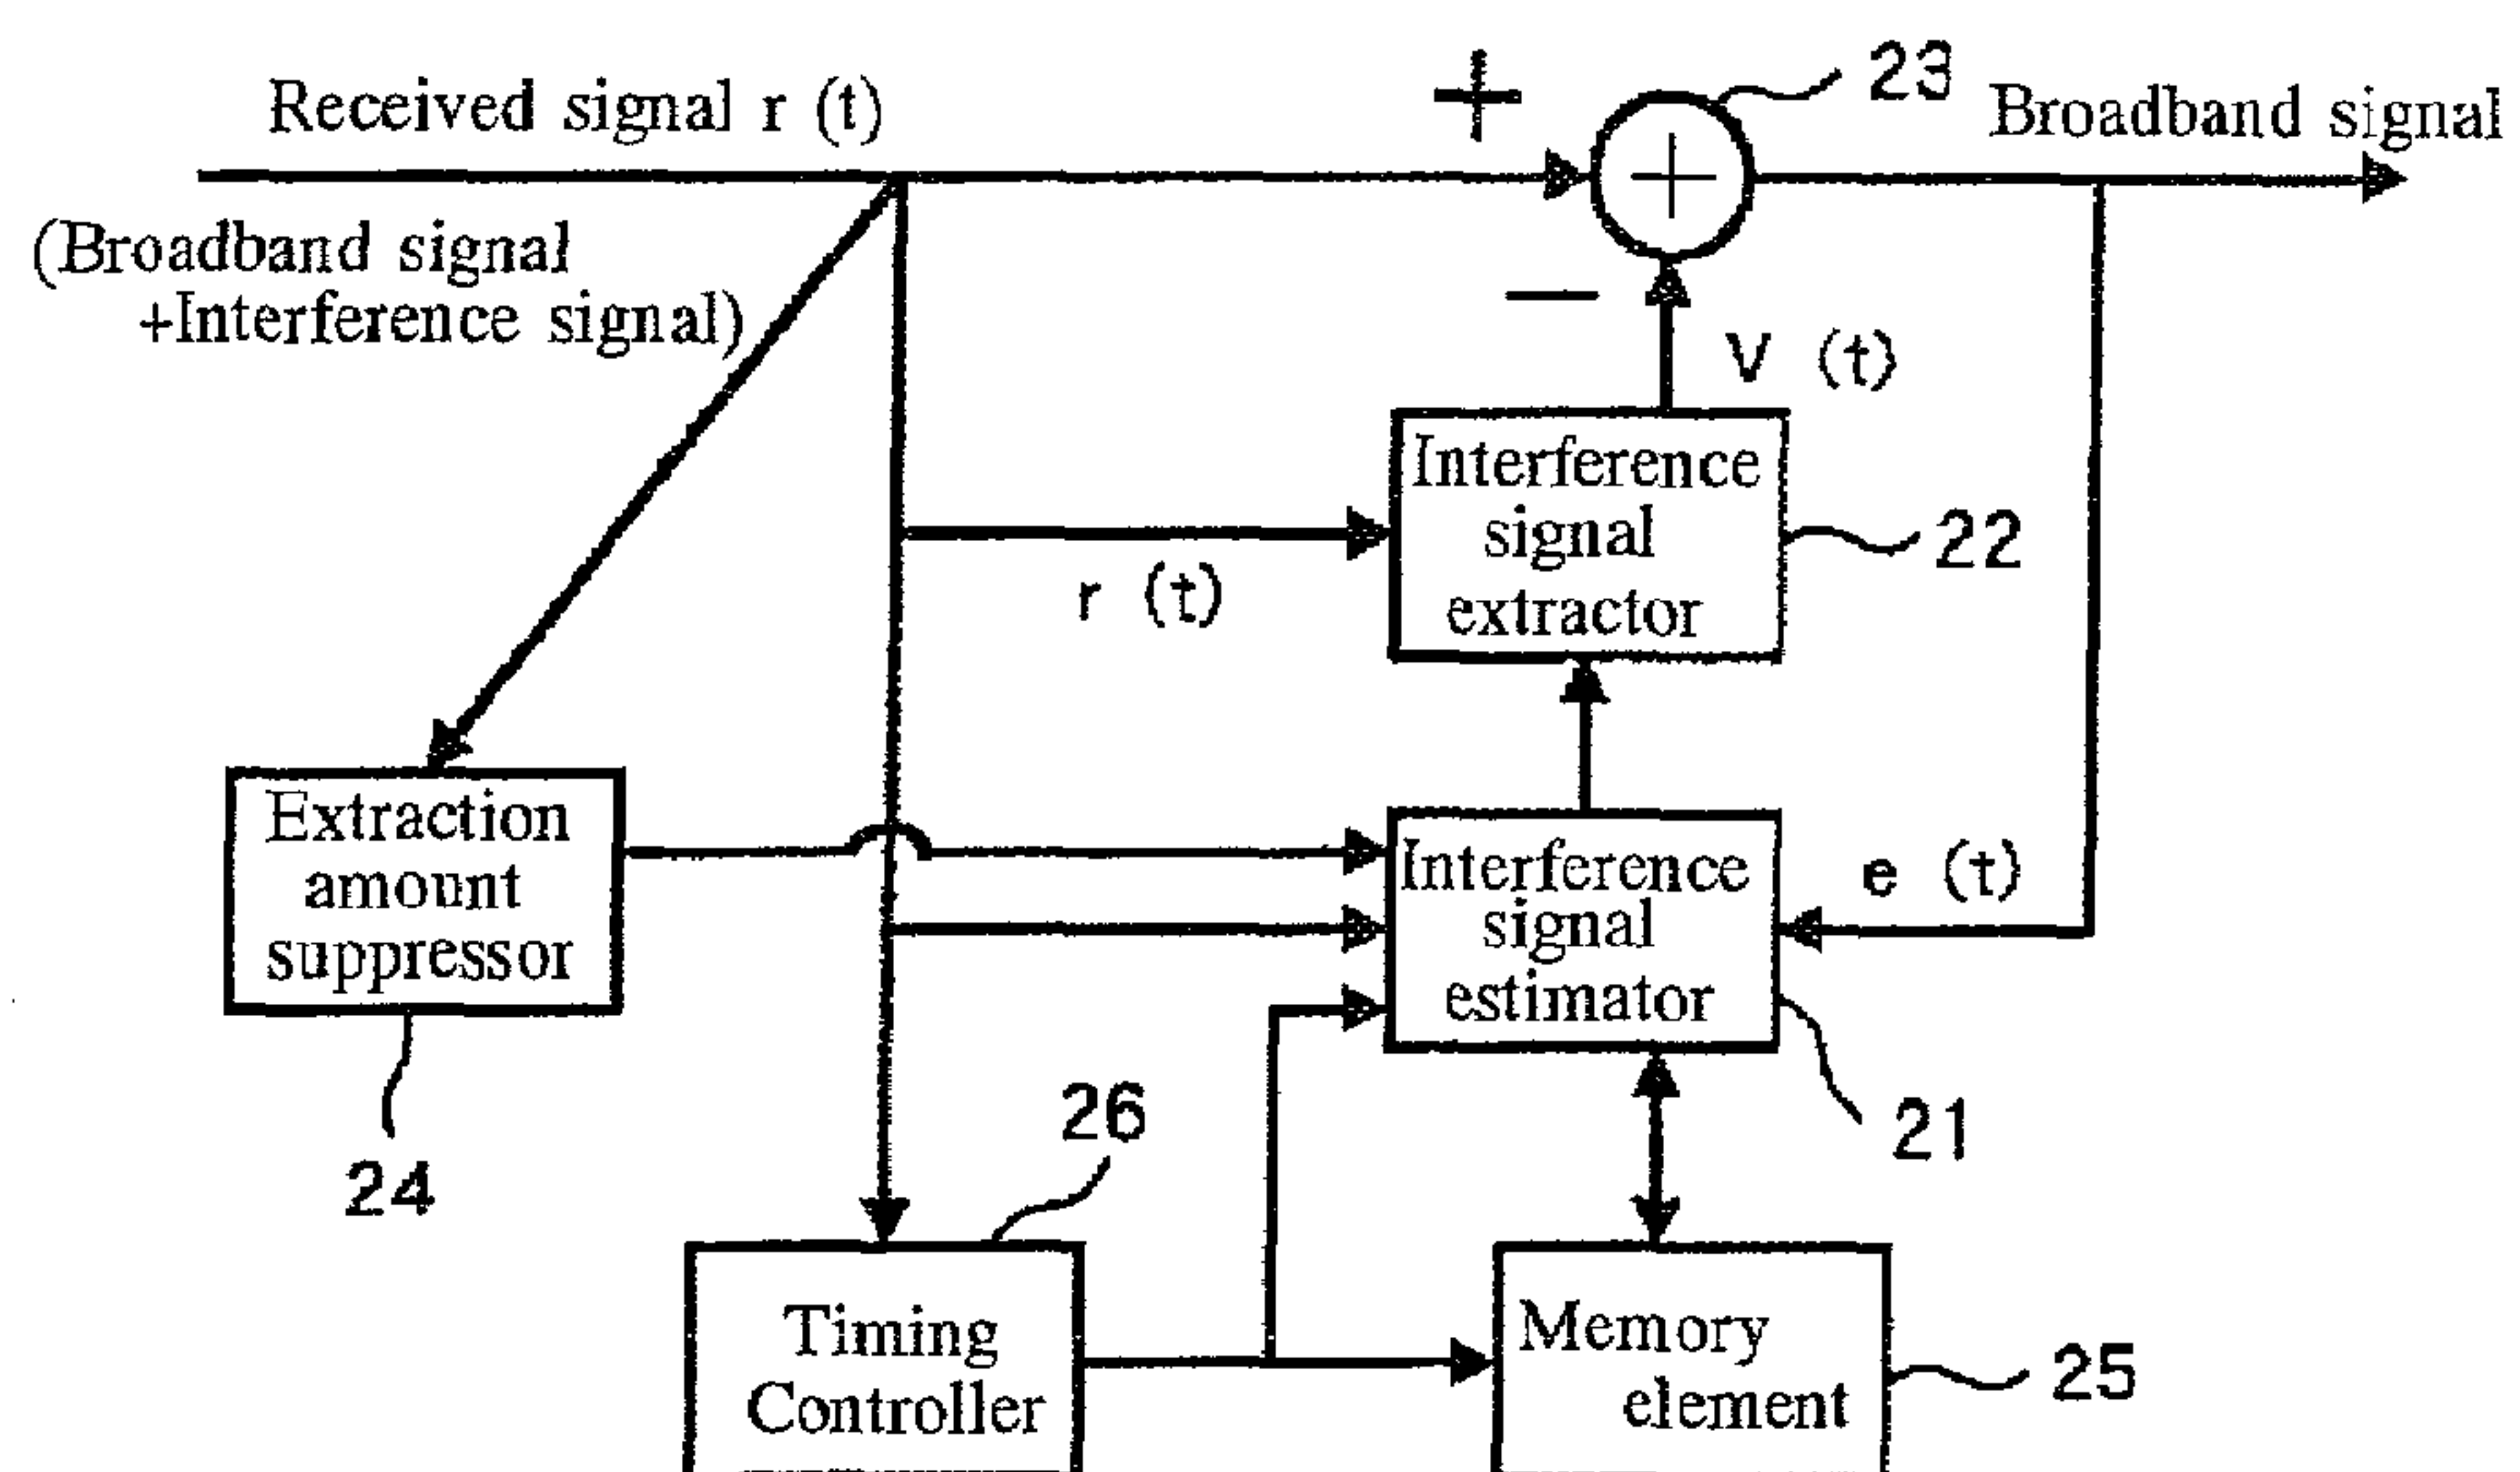 Received signal r (t)
(Broadband signal
+Interference signal)
+
23
Broadband signal
+
−
V (t)
Interference
signal
extractor
22
r (t)
Extraction
amount
suppressor
24
Interference
signal
estimator
e (t)
21
26
Timing
Controller
Memory
element
25